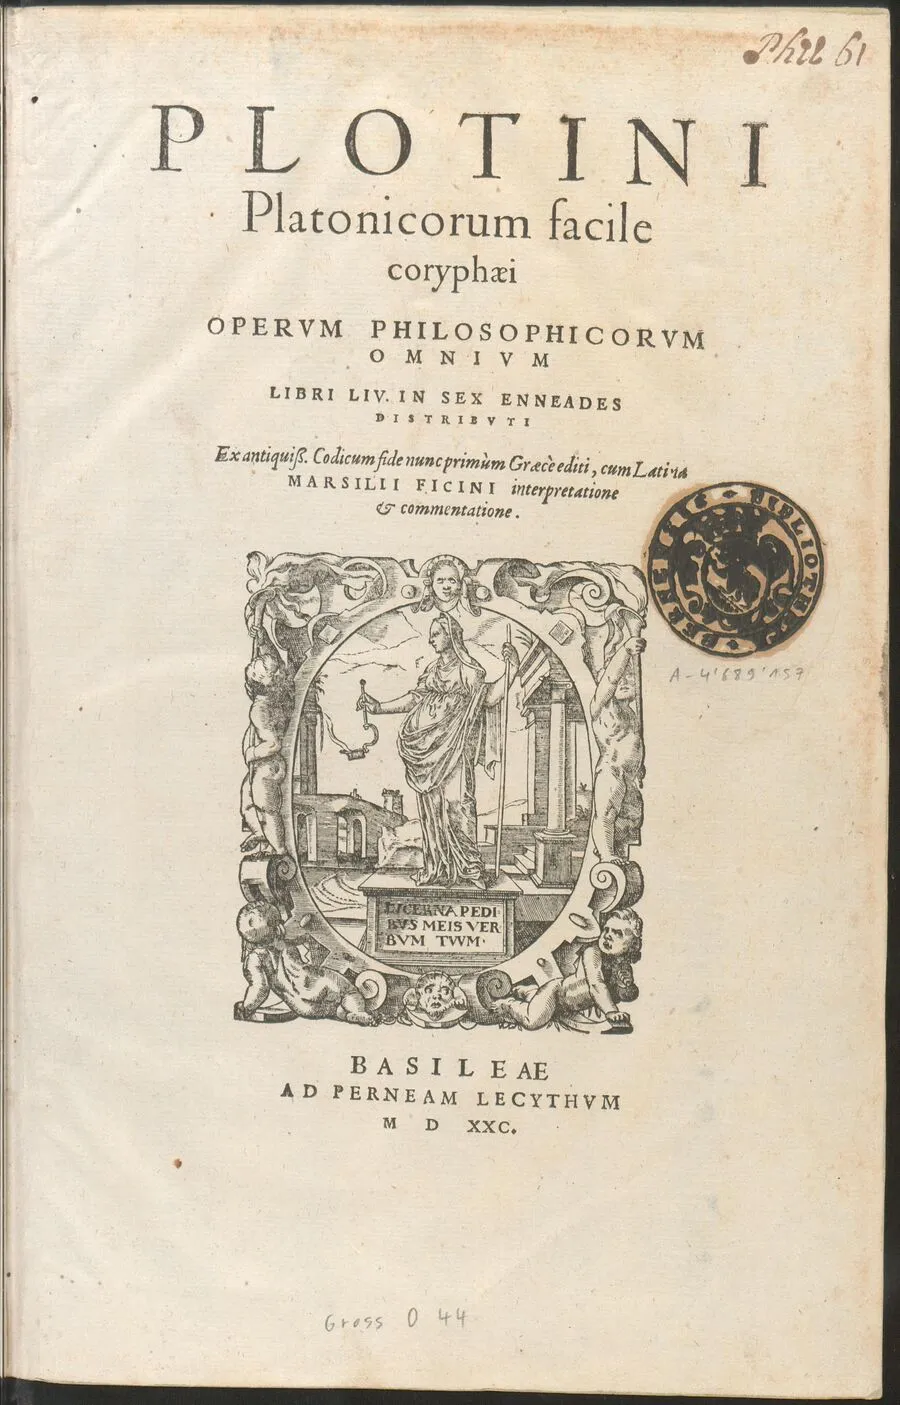 Phil 61
PLOTINI
Platonicorum facile
coryphæi
OPERVM PHILOSOPHICORVM
OMNIVM
LIBRI LIV. IN SEX ENNEADES
DISTRIBVTI
Ex antiquiß. Codicum fide nunc primùm Græcè editi, cum Latina
MARSILII FICINI interpretatione
& commentatione.
BERNENSIS BIBLIOTHECA
A-4'689'157
LVCERNA PEDI
BVS MEIS VER
BVM TVVM.
BASILEAE
AD PERNEAM LECYTHVM
M D XXC.
Gross O 44